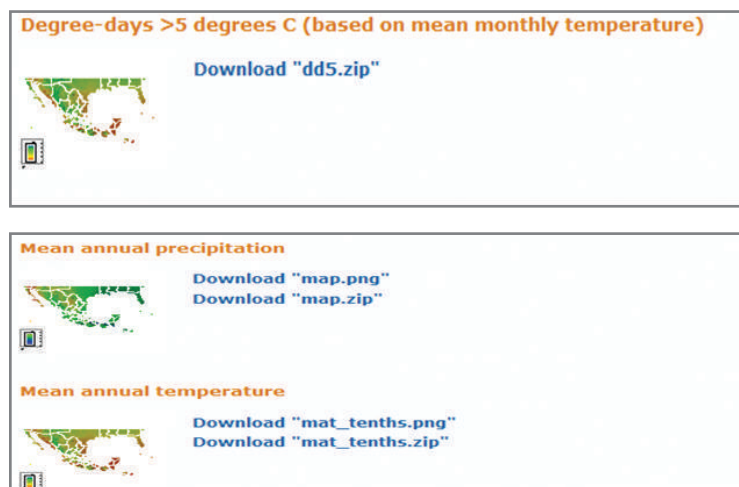 Degree-days >5 degrees C (based on mean monthly temperature)
Download "dd5.zip"
Mean annual precipitation
Download "map.png"
Download "map.zip"
Mean annual temperature
Download "mat_tenths.png"
Download "mat_tenths.zip"